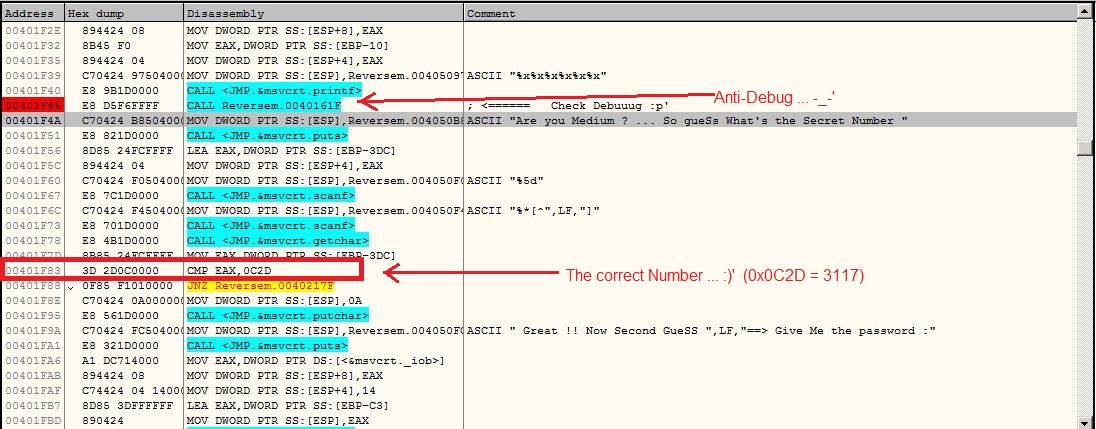 Address Hex dump Disassembly Comment
00401F2E 894424 08 MOV DWORD PTR SS:[ESP+8],EAX
00401F32 8B45 F0 MOV EAX,DWORD PTR SS:[EBP-10]
00401F35 894424 04 MOV DWORD PTR SS:[ESP+4],EAX
00401F39 C70424 97504000 MOV DWORD PTR SS:[ESP],Reversem.00405097 ASCII "%x%x%x%x%x%x"
00401F40 E8 9B1D0000 CALL <JMP.&msvcrt.printf>
00401F45 E8 D5F6FFFF CALL Reversem.0040161F ; <====== Check Debuuug :p'
Anti-Debug ... -_-'
00401F4A C70424 B8504000 MOV DWORD PTR SS:[ESP],Reversem.004050B8 ASCII "Are you Medium ? ... So gueSs What's the Secret Number "
00401F51 E8 821D0000 CALL <JMP.&msvcrt.puts>
00401F56 8D85 24FCFFFF LEA EAX,DWORD PTR SS:[EBP-3DC]
00401F5C 894424 04 MOV DWORD PTR SS:[ESP+4],EAX
00401F60 C70424 F0504000 MOV DWORD PTR SS:[ESP],Reversem.004050F0 ASCII "%5d"
00401F67 E8 7C1D0000 CALL <JMP.&msvcrt.scanf>
00401F6C C70424 F4504000 MOV DWORD PTR SS:[ESP],Reversem.004050F4 ASCII "%*[^",LF,"]"
00401F73 E8 701D0000 CALL <JMP.&msvcrt.scanf>
00401F78 E8 4B1D0000 CALL <JMP.&msvcrt.getchar>
00401F7D 8B85 24FCFFFF MOV EAX,DWORD PTR SS:[EBP-3DC]
00401F83 3D 2D0C0000 CMP EAX,0C2D
The correct Number ... :)' (0x0C2D = 3117)
00401F88 0F85 F1010000 JNZ Reversem.0040217F
00401F8E C70424 0A000000 MOV DWORD PTR SS:[ESP],0A
00401F95 E8 561D0000 CALL <JMP.&msvcrt.putchar>
00401F9A C70424 FC504000 MOV DWORD PTR SS:[ESP],Reversem.004050FC ASCII " Great !! Now Second GueSS ",LF,"==> Give Me the password :"
00401FA1 E8 321D0000 CALL <JMP.&msvcrt.puts>
00401FA6 A1 DC714000 MOV EAX,DWORD PTR DS:[<&msvcrt._iob>]
00401FAB 894424 08 MOV DWORD PTR SS:[ESP+8],EAX
00401FAF C74424 04 14000 MOV DWORD PTR SS:[ESP+4],14
00401FB7 8D85 3DFFFFFF LEA EAX,DWORD PTR SS:[EBP-C3]
00401FBD 890424 MOV DWORD PTR SS:[ESP],EAX